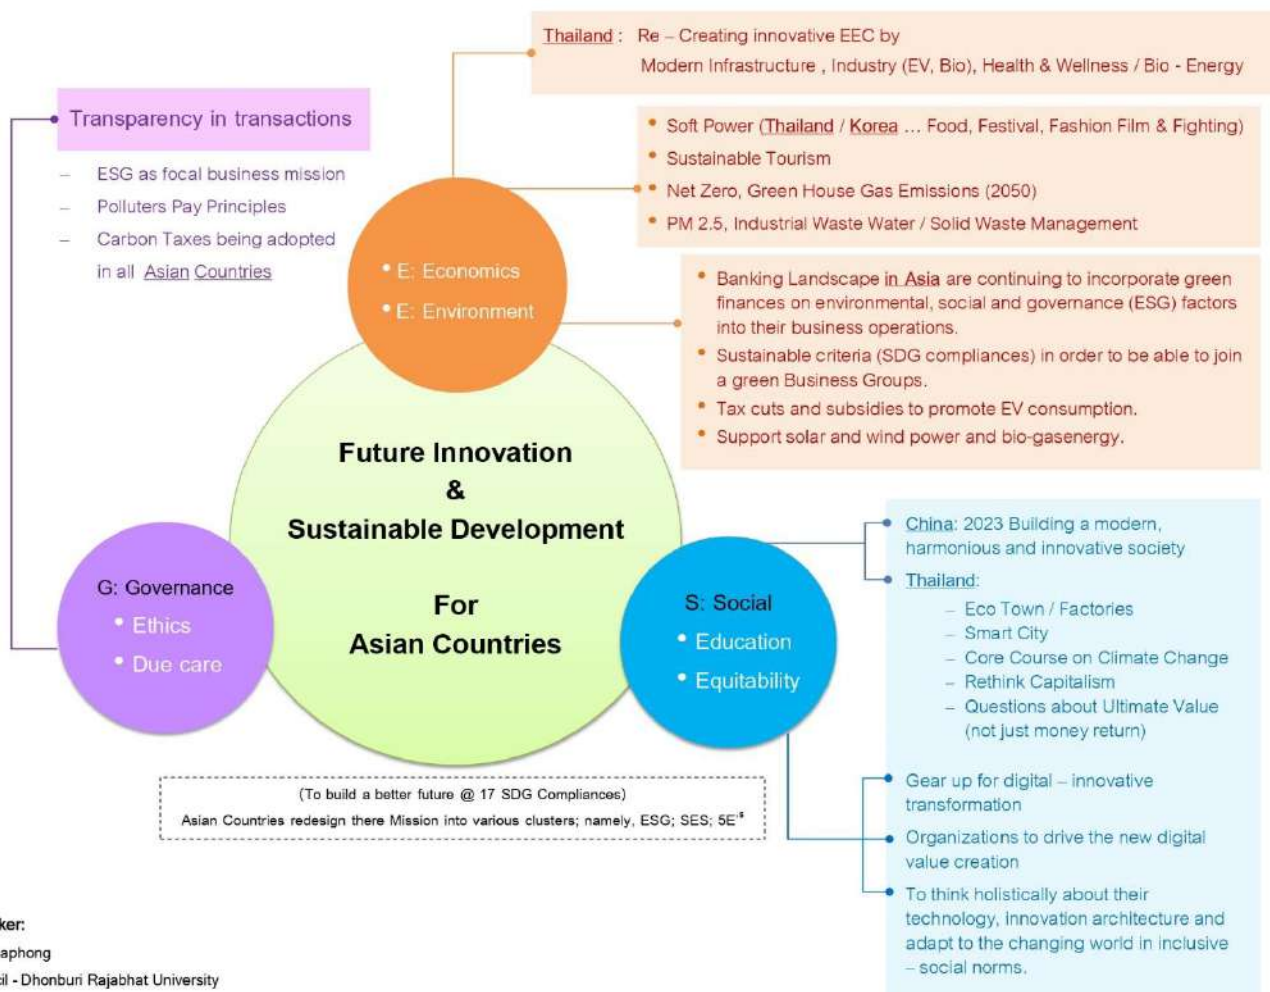 Thailand : Re – Creating innovative EEC by
Modern Infrastructure , Industry (EV, Bio), Health & Wellness / Bio - Energy
Transparency in transactions
– ESG as focal business mission
– Polluters Pay Principles
– Carbon Taxes being adopted
in all Asian Countries
• Soft Power (Thailand / Korea ... Food, Festival, Fashion Film & Fighting)
• Sustainable Tourism
• Net Zero, Green House Gas Emissions (2050)
• PM 2.5, Industrial Waste Water / Solid Waste Management
• E: Economics
• E: Environment
• Banking Landscape in Asia are continuing to incorporate green
finances on environmental, social and governance (ESG) factors
into their business operations.
• Sustainable criteria (SDG compliances) in order to be able to join
a green Business Groups.
• Tax cuts and subsidies to promote EV consumption.
• Support solar and wind power and bio-gasenergy.
Future Innovation
&
Sustainable Development
For
Asian Countries
G: Governance
• Ethics
• Due care
S: Social
• Education
• Equitability
China: 2023 Building a modern,
harmonious and innovative society
Thailand:
– Eco Town / Factories
– Smart City
– Core Course on Climate Change
– Rethink Capitalism
– Questions about Ultimate Value
(not just money return)
Gear up for digital – innovative
transformation
Organizations to drive the new digital
value creation
To think holistically about their
technology, innovation architecture and
adapt to the changing world in inclusive
– social norms.
(To build a better future @ 17 SDG Compliances)
Asian Countries redesign there Mission into various clusters; namely, ESG; SES; 5E's
ker:
aphong
cil - Dhonburi Rajabhat University